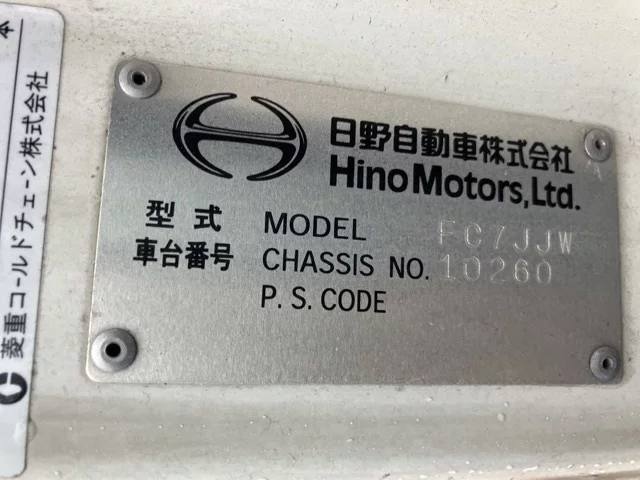 本
菱重コールドチェーン株式会社
日野自動車株式会社
Hino Motors, Ltd.
型式 MODEL FC7JJW
車台番号 CHASSIS NO. 10260
P. S. CODE